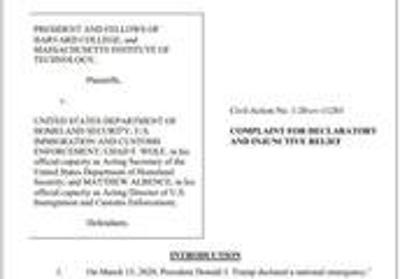 PRESIDENT AND FELLOWS OF
HARVARD COLLEGE, and
MASSACHUSETTS INSTITUTE OF
TECHNOLOGY,
Plaintiffs,
v.
UNITED STATES DEPARTMENT OF
HOMELAND SECURITY; U.S.
IMMIGRATION AND CUSTOMS
ENFORCEMENT; CHAD F. WOLF, in his
official capacity as Acting Secretary of the
United States Department of Homeland
Security; and MATTHEW ALBENCE, in his
official capacity as Acting Director of U.S.
Immigration and Customs Enforcement,
Defendants.
Civil Action No.
COMPLAINT FOR DECLARATORY
AND INJUNCTIVE RELIEF
INTRODUCTION
1. On March 13, 2020, President Donald J. Trump declared a national emergency